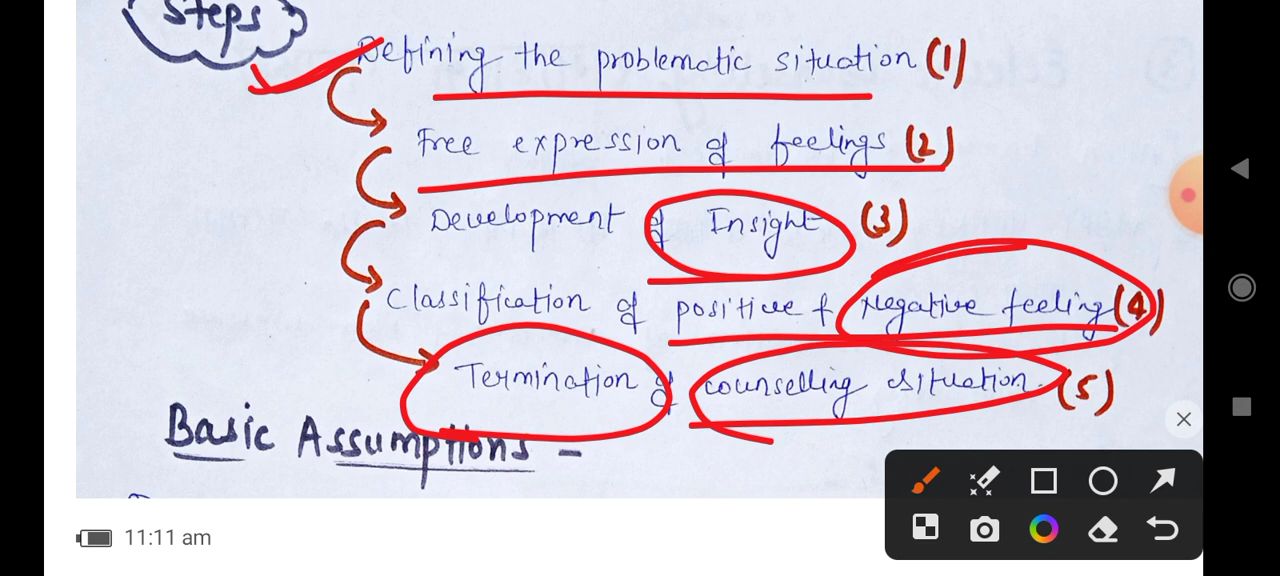 Steps
Defining the problematic situation (1)
Free expression of feelings (2)
Development of Insight (3)
Classification of positive & Negative feeling (4)
Termination of counselling situation. (5)
Basic Assumptions -
11:11 am